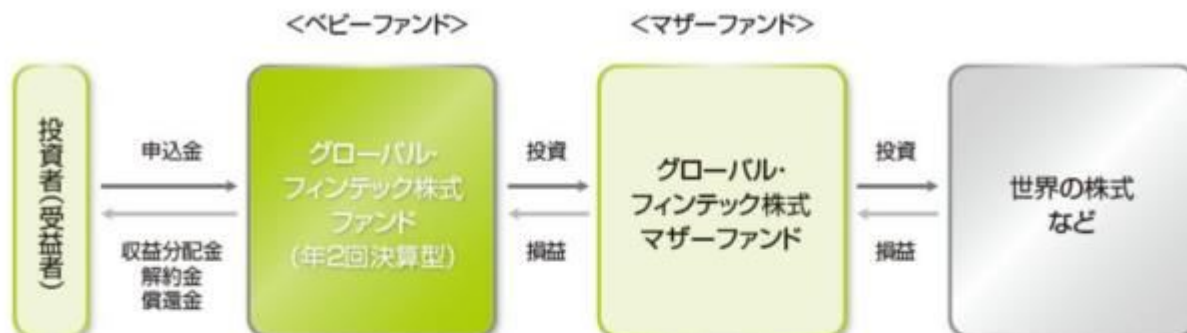 <ベビーファンド>
<マザーファンド>
投資者(受益者)
申込金
収益分配金
解約金
償還金
グローバル・
フィンテック株式
ファンド
(年2回決算型)
投資
損益
グローバル・
フィンテック株式
マザーファンド
投資
損益
世界の株式
など